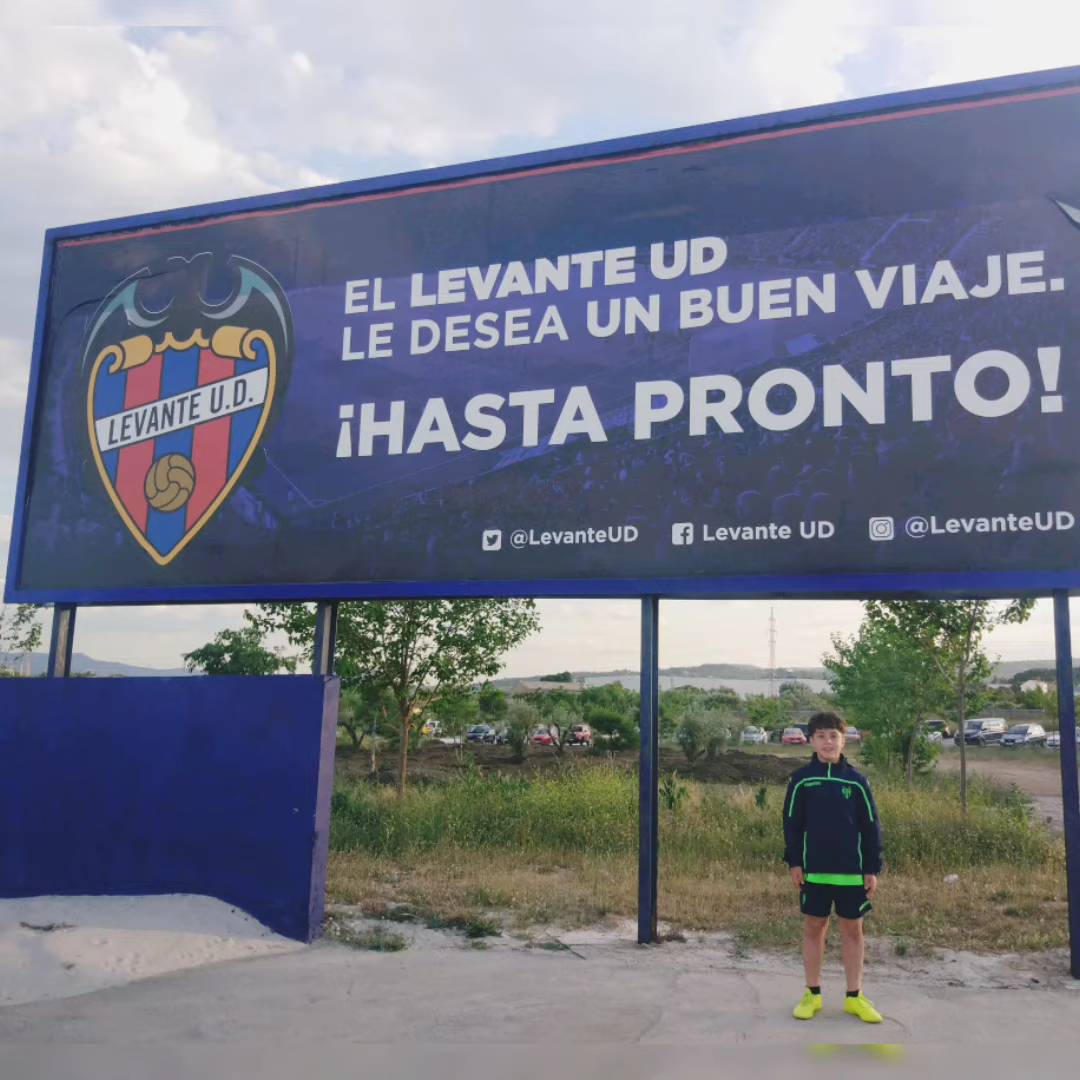 LEVANTE U.D.
EL LEVANTE UD
LE DESEA UN BUEN VIAJE.
¡HASTA PRONTO!
@LevanteUD
Levante UD
@LevanteUD